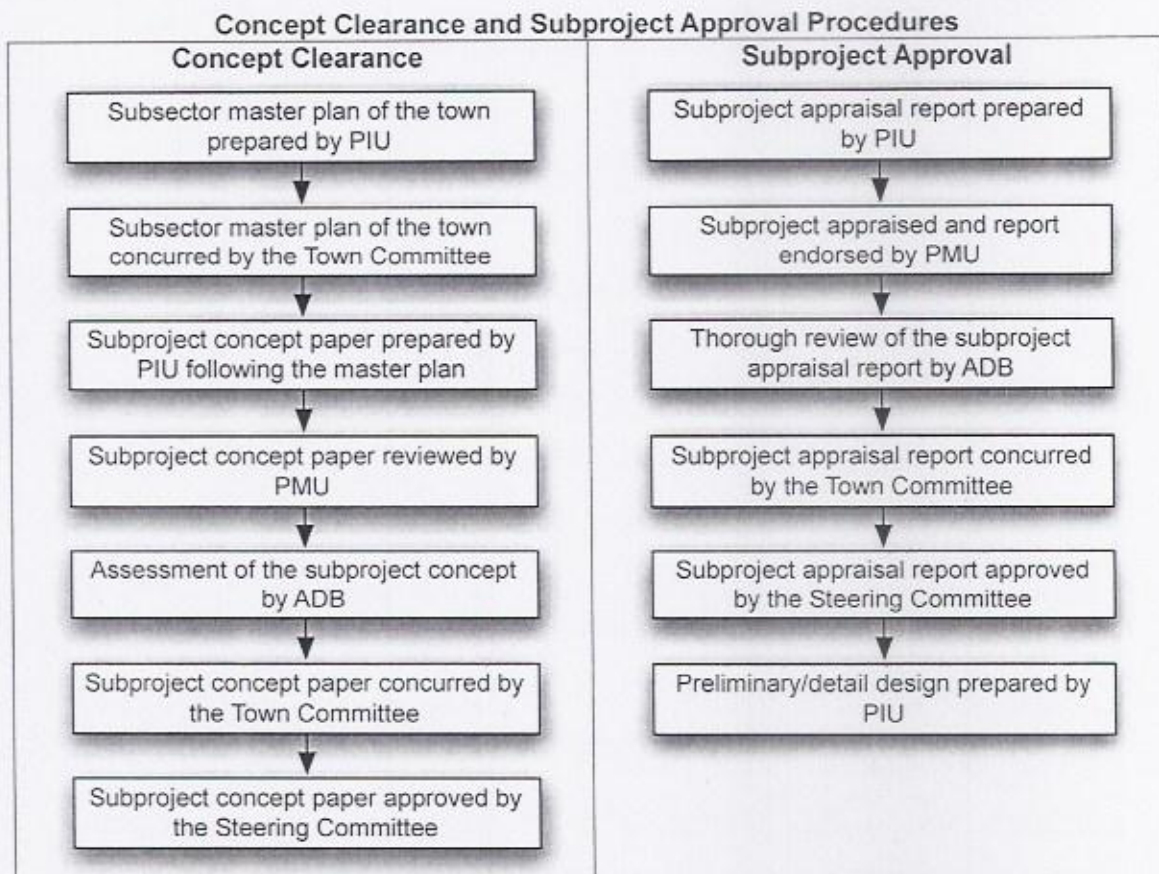 Concept Clearance and Subproject Approval Procedures
Concept Clearance
Subsector master plan of the town
prepared by PIU
Subsector master plan of the town
concurred by the Town Committee
Subproject concept paper prepared by
PIU following the master plan
Subproject concept paper reviewed by
PMU
Assessment of the subproject concept
by ADB
Subproject concept paper concurred by
the Town Committee
Subproject concept paper approved by
the Steering Committee
Subproject Approval
Subproject appraisal report prepared
by PIU
Subproject appraised and report
endorsed by PMU
Thorough review of the subproject
appraisal report by ADB
Subproject appraisal report concurred
by the Town Committee
Subproject appraisal report approved
by the Steering Committee
Preliminary/detail design prepared by
PIU